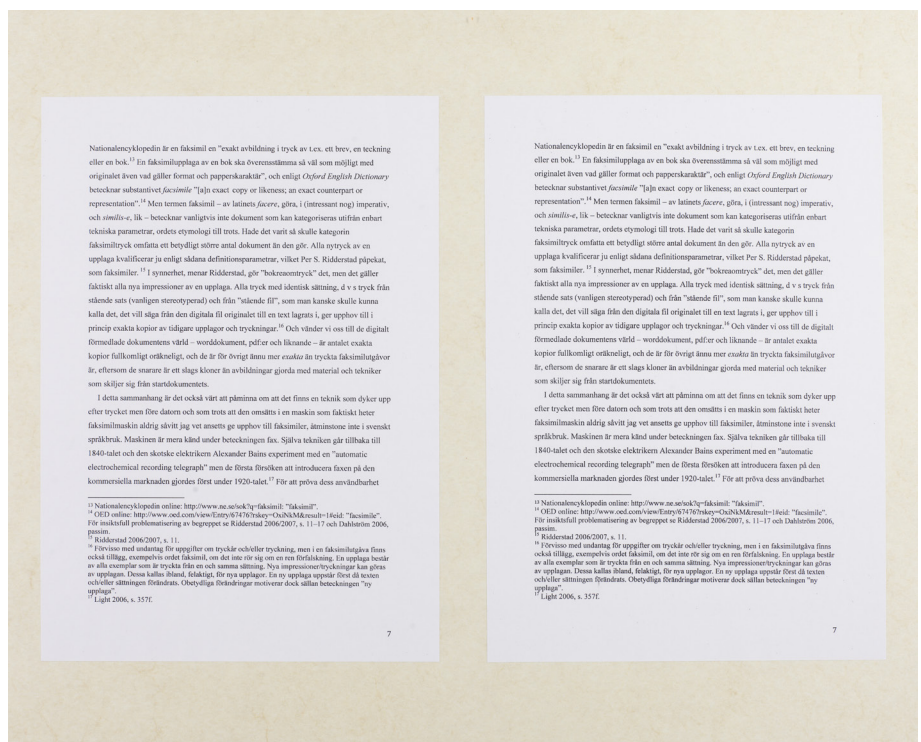 Nationalencyklopedin är en faksimil en "exakt avbildning i tryck av t.ex. ett brev, en teckning
eller en bok.13 En faksimilupplaga av en bok ska överensstämma så väl som möjligt med
originalet även vad gäller format och papperskaraktär", och enligt Oxford English Dictionary
betecknar substantivet facsimile "[a]n exact copy or likeness; an exact counterpart or
representation".14 Men termen faksimil – av latinets facere, göra, i (intressant nog) imperativ,
och similis-e, lik – betecknar vanligtvis inte dokument som kan kategoriseras utifrån enbart
tekniska parametrar, ordets etymologi till trots. Hade det varit så skulle kategorin
faksimiltryck omfatta ett betydligt större antal dokument än den gör. Alla nytryck av en
upplaga kvalificerar ju enligt sådana definitionsparametrar, vilket Per S. Ridderstad påpekat,
som faksimiler. 15 I synnerhet, menar Ridderstad, gör "bokreaomtryck" det, men det gäller
faktiskt alla nya impressioner av en upplaga. Alla tryck med identisk sättning, d v s tryck från
stående sats (vanligen stereotyperad) och från "stående fil", som man kanske skulle kunna
kalla det, det vill säga från den digitala fil originalet till en text lagrats i, ger upphov till i
princip exakta kopior av tidigare upplagor och tryckningar.16 Och vänder vi oss till de digitalt
förmedlade dokumentens värld – worddokument, pdf:er och liknande – är antalet exakta
kopior fullkomligt oräkneligt, och de är för övrigt ännu mer exakta än tryckta faksimilutgåvor
är, eftersom de snarare är ett slags kloner än avbildningar gjorda med material och tekniker
som skiljer sig från startdokumentets.
I detta sammanhang är det också värt att påminna om att det finns en teknik som dyker upp
efter trycket men före datorn och som trots att den omsätts i en maskin som faktiskt heter
faksimilmaskin aldrig såvitt jag vet ansetts ge upphov till faksimiler, åtminstone inte i svenskt
språkbruk. Maskinen är mera känd under beteckningen fax. Själva tekniken går tillbaka till
1840-talet och den skotske elektrikern Alexander Bains experiment med en "automatic
electrochemical recording telegraph" men de första försöken att introducera faxen på den
kommersiella marknaden gjordes först under 1920-talet.17 För att pröva dess användbarhet
13 Nationalencyklopedin online: http://www.ne.se/sok?q=faksimil: "faksimil".
14 OED online: http://www.oed.com/view/Entry/67476?rskey=OxiNkM&result=1#eid: "facsimile".
För insiktsfull problematisering av begreppet se Ridderstad 2006/2007, s. 11–17 och Dahlström 2006,
passim.
15 Ridderstad 2006/2007, s. 11.
16 Förvisso med undantag för uppgifter om tryckår och/eller tryckning, men i en faksimilutgåva finns
också tillägg, exempelvis ordet faksimil, om det inte rör sig om en ren förfalskning. En upplaga består
av alla exemplar som är tryckta från en och samma sättning. Nya impressioner/tryckningar kan göras
av upplagan. Dessa kallas ibland, felaktigt, för nya upplagor. En ny upplaga uppstår först då texten
och/eller sättningen förändrats. Obetydliga förändringar motiverar dock sällan beteckningen "ny
upplaga".
17 Light 2006, s. 357f.
7
Nationalencyklopedin är en faksimil en "exakt avbildning i tryck av t.ex. ett brev, en teckning
eller en bok.13 En faksimilupplaga av en bok ska överensstämma så väl som möjligt med
originalet även vad gäller format och papperskaraktär", och enligt Oxford English Dictionary
betecknar substantivet facsimile "[a]n exact copy or likeness; an exact counterpart or
representation".14 Men termen faksimil – av latinets facere, göra, i (intressant nog) imperativ,
och similis-e, lik – betecknar vanligtvis inte dokument som kan kategoriseras utifrån enbart
tekniska parametrar, ordets etymologi till trots. Hade det varit så skulle kategorin
faksimiltryck omfatta ett betydligt större antal dokument än den gör. Alla nytryck av en
upplaga kvalificerar ju enligt sådana definitionsparametrar, vilket Per S. Ridderstad påpekat,
som faksimiler. 15 I synnerhet, menar Ridderstad, gör "bokreaomtryck" det, men det gäller
faktiskt alla nya impressioner av en upplaga. Alla tryck med identisk sättning, d v s tryck från
stående sats (vanligen stereotyperad) och från "stående fil", som man kanske skulle kunna
kalla det, det vill säga från den digitala fil originalet till en text lagrats i, ger upphov till i
princip exakta kopior av tidigare upplagor och tryckningar.16 Och vänder vi oss till de digitalt
förmedlade dokumentens värld – worddokument, pdf:er och liknande – är antalet exakta
kopior fullkomligt oräkneligt, och de är för övrigt ännu mer exakta än tryckta faksimilutgåvor
är, eftersom de snarare är ett slags kloner än avbildningar gjorda med material och tekniker
som skiljer sig från startdokumentets.
I detta sammanhang är det också värt att påminna om att det finns en teknik som dyker upp
efter trycket men före datorn och som trots att den omsätts i en maskin som faktiskt heter
faksimilmaskin aldrig såvitt jag vet ansetts ge upphov till faksimiler, åtminstone inte i svenskt
språkbruk. Maskinen är mera känd under beteckningen fax. Själva tekniken går tillbaka till
1840-talet och den skotske elektrikern Alexander Bains experiment med en "automatic
electrochemical recording telegraph" men de första försöken att introducera faxen på den
kommersiella marknaden gjordes först under 1920-talet.17 För att pröva dess användbarhet
13 Nationalencyklopedin online: http://www.ne.se/sok?q=faksimil: "faksimil".
14 OED online: http://www.oed.com/view/Entry/67476?rskey=OxiNkM&result=1#eid: "facsimile".
För insiktsfull problematisering av begreppet se Ridderstad 2006/2007, s. 11–17 och Dahlström 2006,
passim.
15 Ridderstad 2006/2007, s. 11.
16 Förvisso med undantag för uppgifter om tryckår och/eller tryckning, men i en faksimilutgåva finns
också tillägg, exempelvis ordet faksimil, om det inte rör sig om en ren förfalskning. En upplaga består
av alla exemplar som är tryckta från en och samma sättning. Nya impressioner/tryckningar kan göras
av upplagan. Dessa kallas ibland, felaktigt, för nya upplagor. En ny upplaga uppstår först då texten
och/eller sättningen förändrats. Obetydliga förändringar motiverar dock sällan beteckningen "ny
upplaga".
17 Light 2006, s. 357f.
7